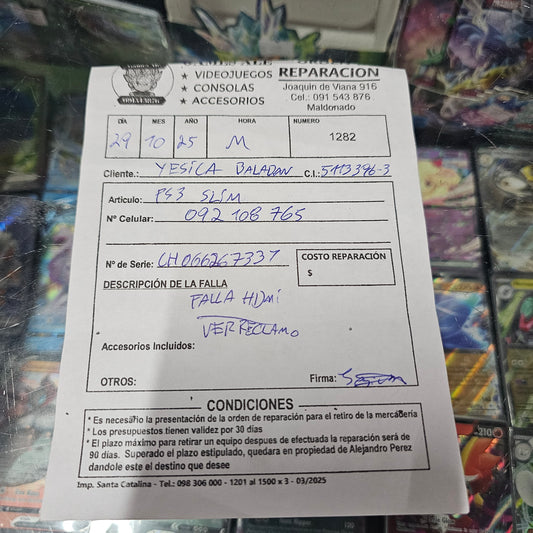 ★ VIDEOJUEGOS
★ CONSOLAS
★ ACCESORIOS
REPARACION
Joaquin de Viana 916
Cel.: 091 543 876
Maldonado
DÍA MES AÑO HORA NUMERO
29 10 25 M 1282
Cliente.: YESICA BALADAN C.I.: 5413396-3
Articulo: PS3 SLIM
Nº Celular: 092 108 765
Nº de Serie: CH066267337
COSTO REPARACIÓN
$
DESCRIPCIÓN DE LA FALLA
FALLA HDMI
VER RECLAMO
Accesorios Incluidos:
OTROS: Firma:
CONDICIONES
* Es necesario la presentación de la orden de reparación para el retiro de la mercadería
* Los presupuestos tienen validez por 30 días
* El plazo máximo para retirar un equipo despues de efectuada la reparación será de
90 días. Superado el plazo estipulado, quedara en propiedad de Alejandro Perez
dandole este el destino que desee
Imp. Santa Catalina - Tel.: 098 306 000 - 1201 al 1500 x 3 - 03/2025